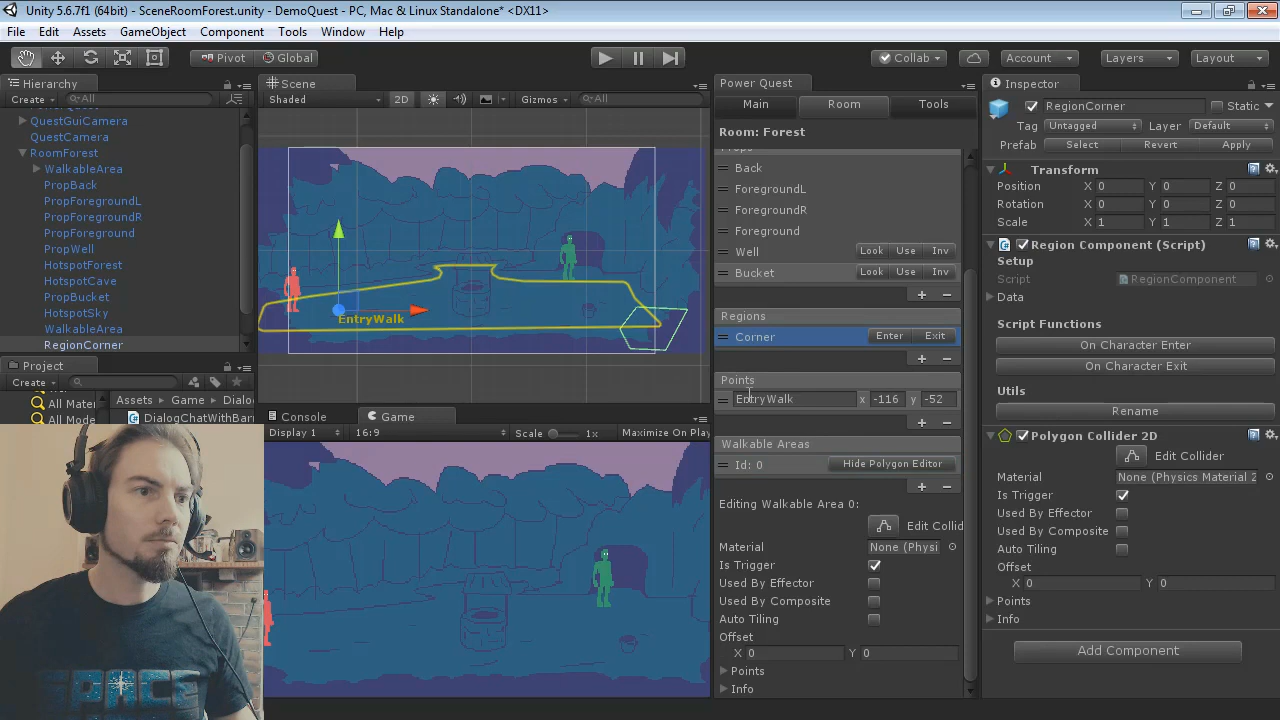 Unity 5.6.7f1 (64bit) - SceneRoomForest.unity - DemoQuest - PC, Mac & Linux Standalone* <DX11>
File Edit Assets GameObject Component Tools Window Help
Pivot Global Collab Account Layers Layout
Hierarchy
Create All
QuestGuiCamera
QuestCamera
RoomForest
WalkableArea
PropBack
PropForegroundL
PropForegroundR
PropForeground
PropWell
HotspotForest
HotspotCave
PropBucket
HotspotSky
WalkableArea
RegionCorner
Project
Create
All Mater
All Mode
Assets Game Dialog
DialogChatWithBarn
Scene
Shaded 2D Gizmos All
EntryWalk
Console Game
Display 1 16:9 Scale 1x Maximize On Play
Power Quest
Main Room Tools
Room: Forest
Props
Back
ForegroundL
ForegroundR
Foreground
Well Look Use Inv
Bucket Look Use Inv
Regions
Corner Enter Exit
Points
EntryWalk x -116 y -52
Walkable Areas
Id: 0 Hide Polygon Editor
Editing Walkable Area 0:
Edit Collid
Material None (Physi
Is Trigger
Used By Effector
Used By Composite
Auto Tiling
Offset
X 0 Y 0
Points
Info
Inspector
RegionCorner Static
Tag Untagged Layer Default
Prefab Select Revert Apply
Transform
Position X 0 Y 0 Z 0
Rotation X 0 Y 0 Z 0
Scale X 1 Y 1 Z 1
Region Component (Script)
Setup
Script RegionComponent
Data
Script Functions
On Character Enter
On Character Exit
Utils
Rename
Polygon Collider 2D
Edit Collider
Material None (Physics Material 2
Is Trigger
Used By Effector
Used By Composite
Auto Tiling
Offset
X 0 Y 0
Points
Info
Add Component
SPACE